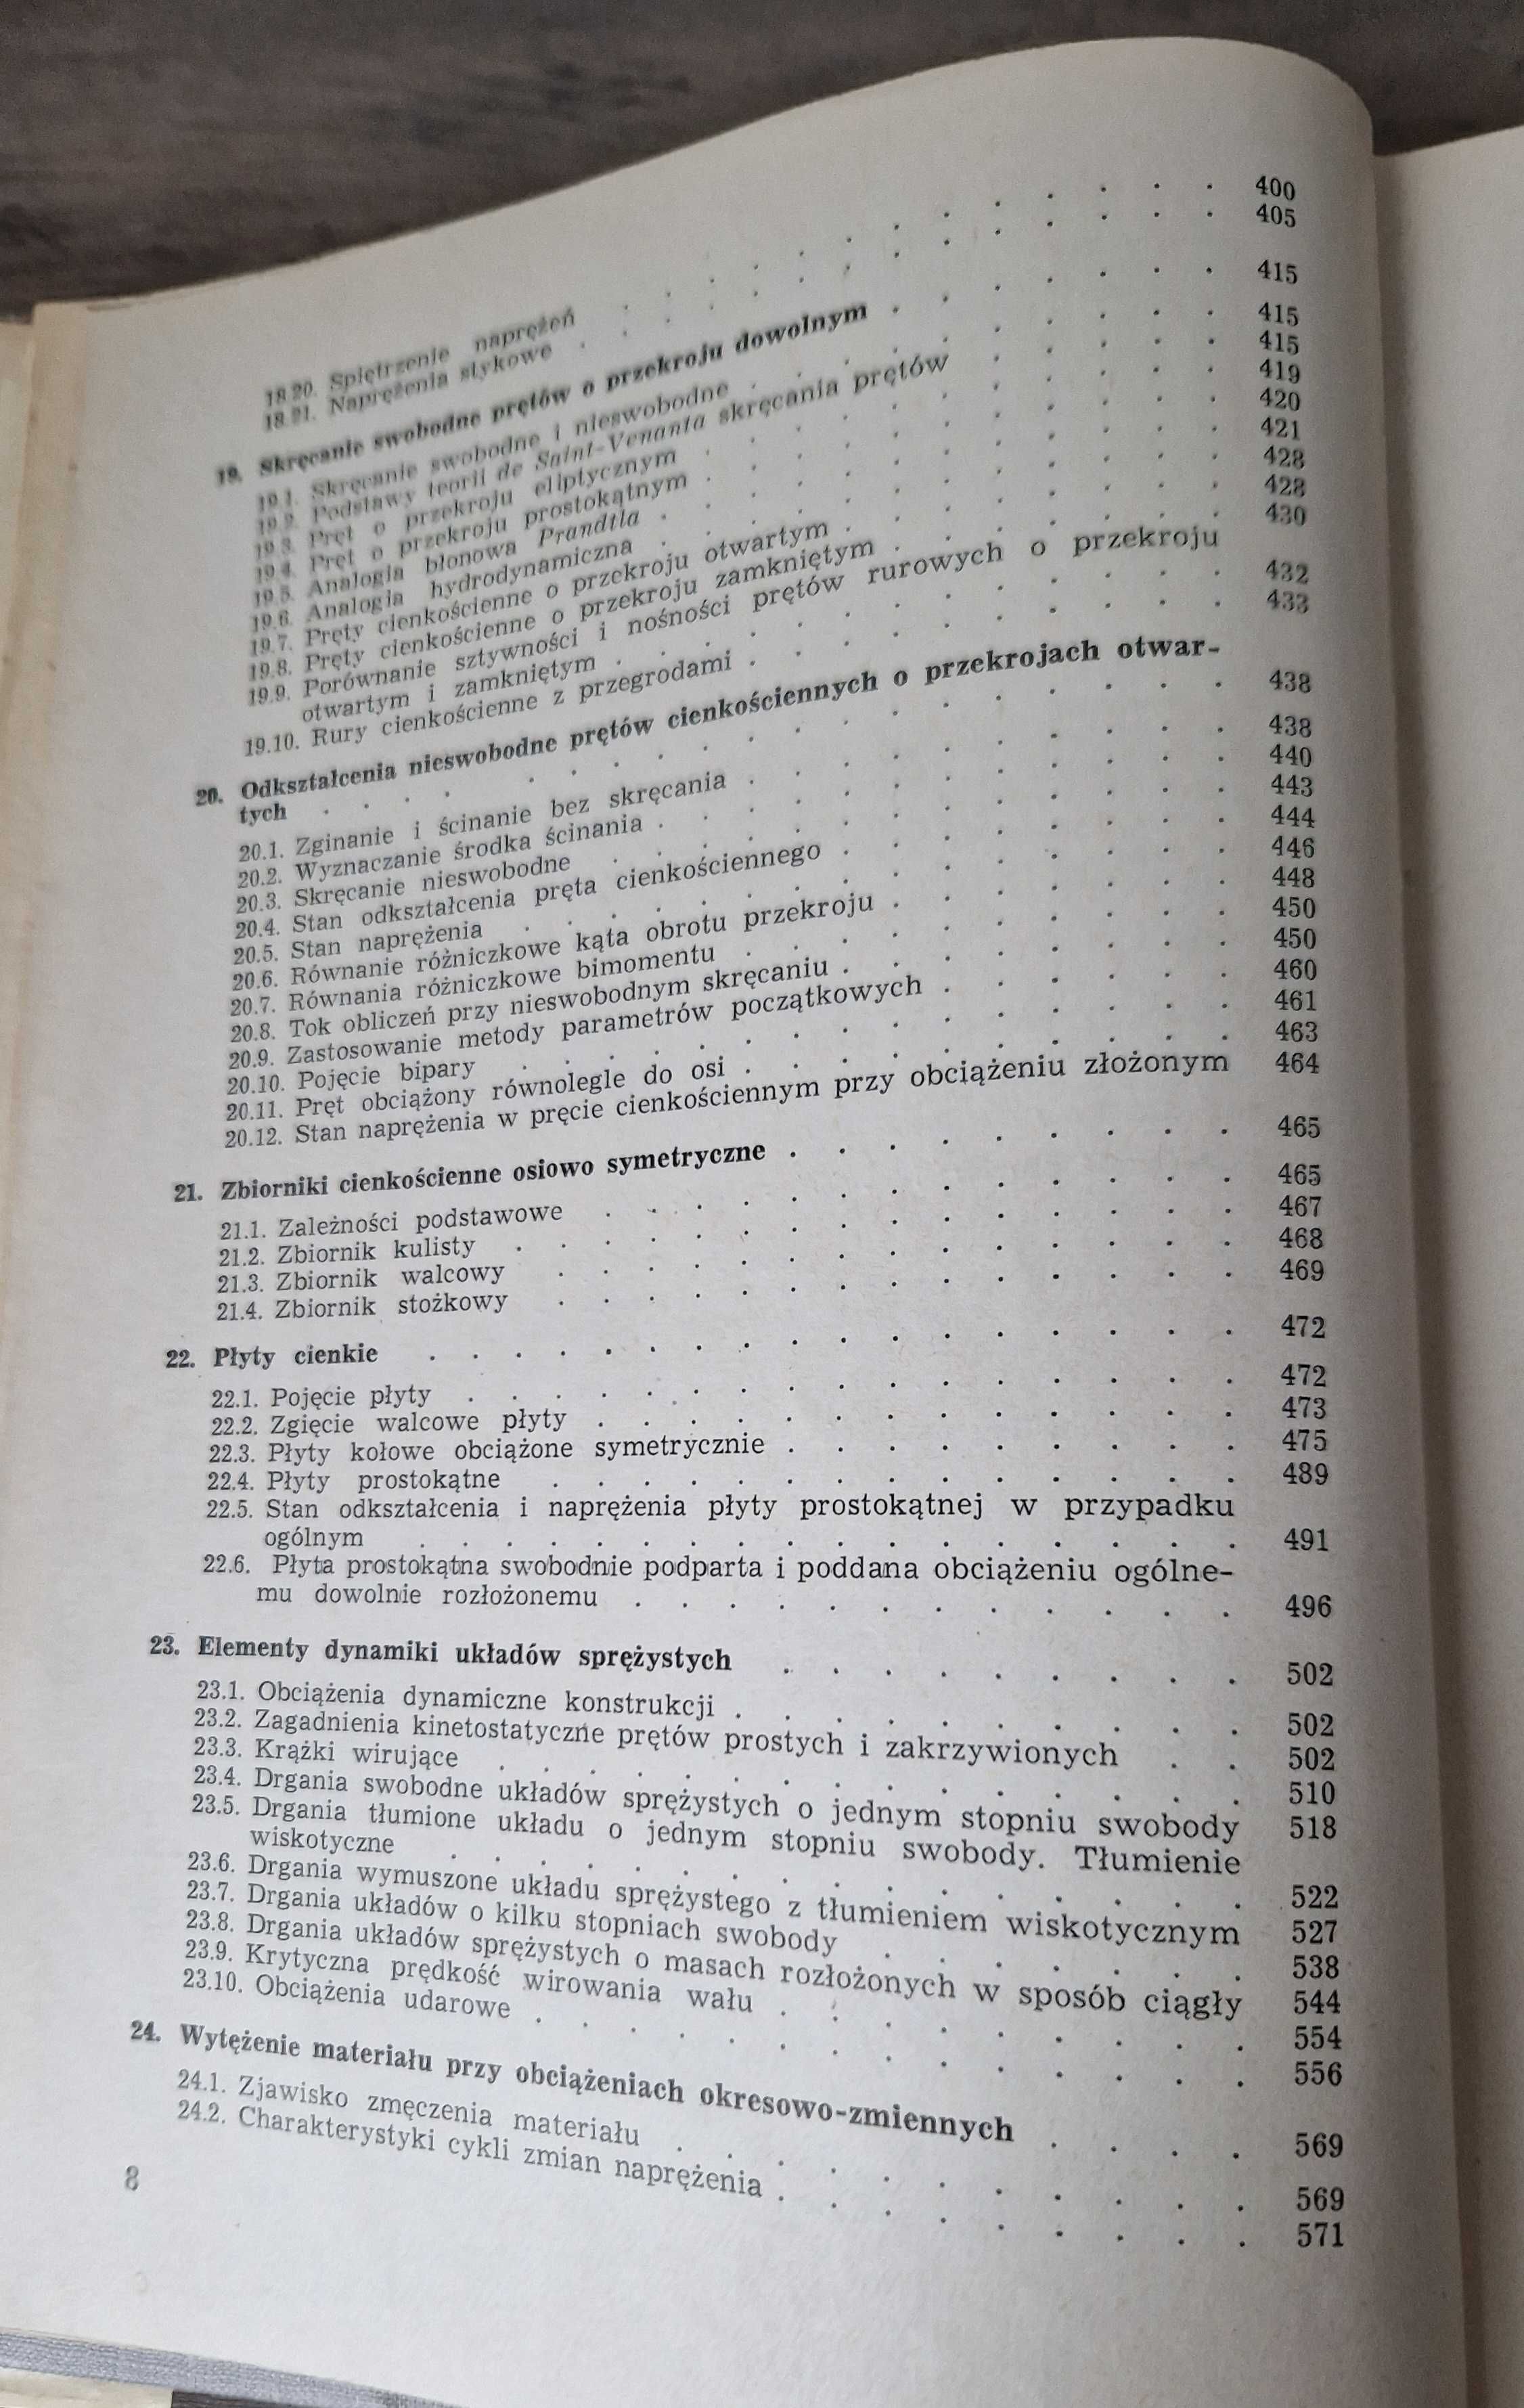 18.20. Spiętrzenie naprężeń . . . . . . . . . . . . 400
18.21. Naprężenia stykowe . . . . . . . . . . . . 405
19. Skręcanie swobodne prętów o przekroju dowolnym . . . . . . . 415
19.1. Skręcanie swobodne i nieswobodne . . . . . . . . . 415
19.2. Podstawy teorii de Saint-Venanta skręcania prętów . . . . . 415
19.3. Pręt o przekroju eliptycznym . . . . . . . . . . 419
19.4. Pręt o przekroju prostokątnym . . . . . . . . . . 420
19.5. Analogia błonowa Prandtla . . . . . . . . . . . 421
19.6. Analogia hydrodynamiczna . . . . . . . . . . . 428
19.7. Pręty cienkościenne o przekroju otwartym . . . . . . . . 428
19.8. Pręty cienkościenne o przekroju zamkniętym . . . . . . . 430
19.9. Porównanie sztywności i nośności prętów rurowych o przekroju
otwartym i zamkniętym . . . . . . . . . . . . 432
19.10. Rury cienkościenne z przegrodami . . . . . . . . . . 433
20. Odkształcenia nieswobodne prętów cienkościennych o przekrojach otwar-
tych . . . . . . . . . . . . . . . . . . 438
20.1. Zginanie i ścinanie bez skręcania . . . . . . . . . . 438
20.2. Wyznaczanie środka ścinania . . . . . . . . . . . 440
20.3. Skręcanie nieswobodne . . . . . . . . . . . . 443
20.4. Stan odkształcenia pręta cienkościennego . . . . . . . . 444
20.5. Stan naprężenia . . . . . . . . . . . . . . 446
20.6. Równanie różniczkowe kąta obrotu przekroju . . . . . . . 448
20.7. Równania różniczkowe bimomentu . . . . . . . . . . 450
20.8. Tok obliczeń przy nieswobodnym skręcaniu . . . . . . . . 450
20.9. Zastosowanie metody parametrów początkowych . . . . . . 460
20.10. Pojęcie bipary . . . . . . . . . . . . . . 461
20.11. Pręt obciążony równolegle do osi . . . . . . . . . . 463
20.12. Stan naprężenia w pręcie cienkościennym przy obciążeniu złożonym 464
21. Zbiorniki cienkościenne osiowo symetryczne . . . . . . . . . 465
21.1. Zależności podstawowe . . . . . . . . . . . . 465
21.2. Zbiornik kulisty . . . . . . . . . . . . . . 467
21.3. Zbiornik walcowy . . . . . . . . . . . . . 468
21.4. Zbiornik stożkowy . . . . . . . . . . . . . 469
22. Płyty cienkie . . . . . . . . . . . . . . . . 472
22.1. Pojęcie płyty . . . . . . . . . . . . . . . 472
22.2. Zgięcie walcowe płyty . . . . . . . . . . . . 473
22.3. Płyty kołowe obciążone symetrycznie . . . . . . . . . 475
22.4. Płyty prostokątne . . . . . . . . . . . . . 489
22.5. Stan odkształcenia i naprężenia płyty prostokątnej w przypadku
ogólnym . . . . . . . . . . . . . . . . 491
22.6. Płyta prostokątna swobodnie podparta i poddana obciążeniu ogólne-
mu dowolnie rozłożonemu . . . . . . . . . . . . 496
23. Elementy dynamiki układów sprężystych . . . . . . . . . 502
23.1. Obciążenia dynamiczne konstrukcji . . . . . . . . . . 502
23.2. Zagadnienia kinetostatyczne prętów prostych i zakrzywionych . . 502
23.3. Krążki wirujące . . . . . . . . . . . . . . 510
23.4. Drgania swobodne układów sprężystych o jednym stopniu swobody 518
23.5. Drgania tłumione układu o jednym stopniu swobody. Tłumienie
wiskotyczne . . . . . . . . . . . . . . . 522
23.6. Drgania wymuszone układu sprężystego z tłumieniem wiskotycznym 527
23.7. Drgania układów o kilku stopniach swobody . . . . . . . 538
23.8. Drgania układów sprężystych o masach rozłożonych w sposób ciągły 544
23.9. Krytyczna prędkość wirowania wału . . . . . . . . . 554
23.10. Obciążenia udarowe . . . . . . . . . . . . . 556
24. Wytężenie materiału przy obciążeniach okresowo-zmiennych . . . . 569
24.1. Zjawisko zmęczenia materiału . . . . . . . . . . . 569
24.2. Charakterystyki cykli zmian naprężenia . . . . . . . . . 571
8